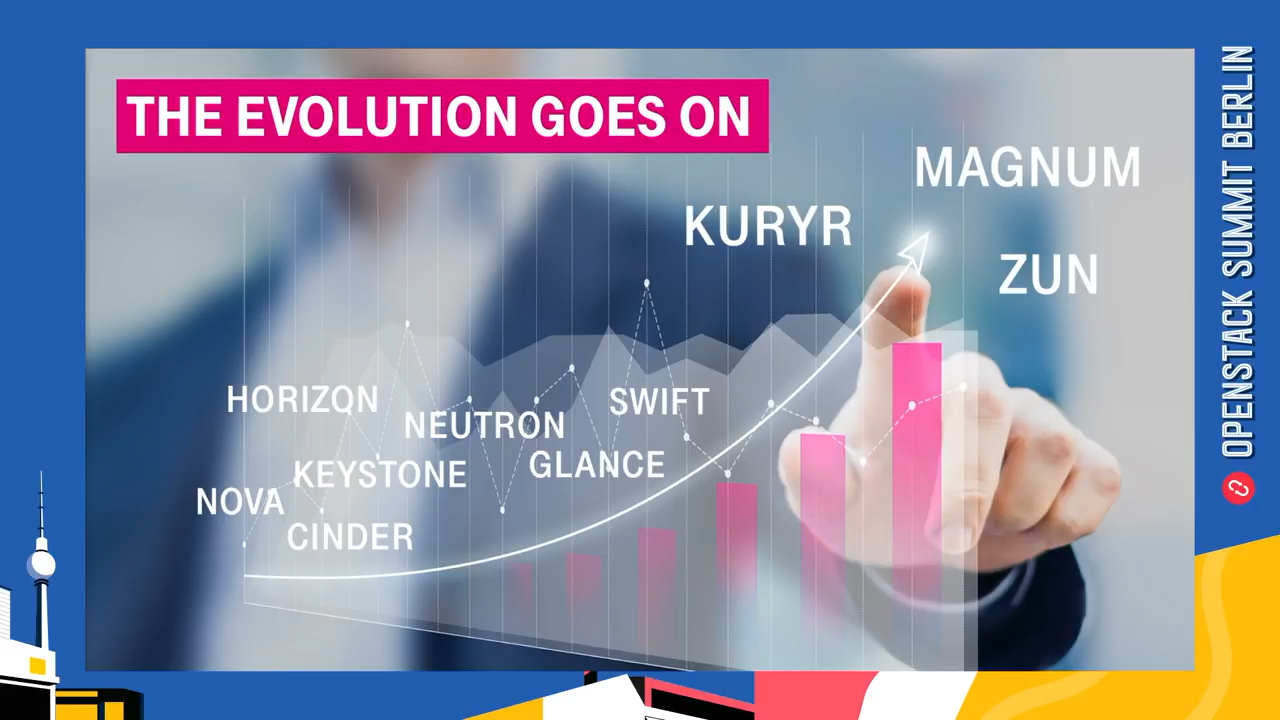 THE EVOLUTION GOES ON
MAGNUM
KURYR
ZUN
HORIZON
SWIFT
NEUTRON
GLANCE
KEYSTONE
NOVA
CINDER
OPENSTACK SUMMIT BERLIN